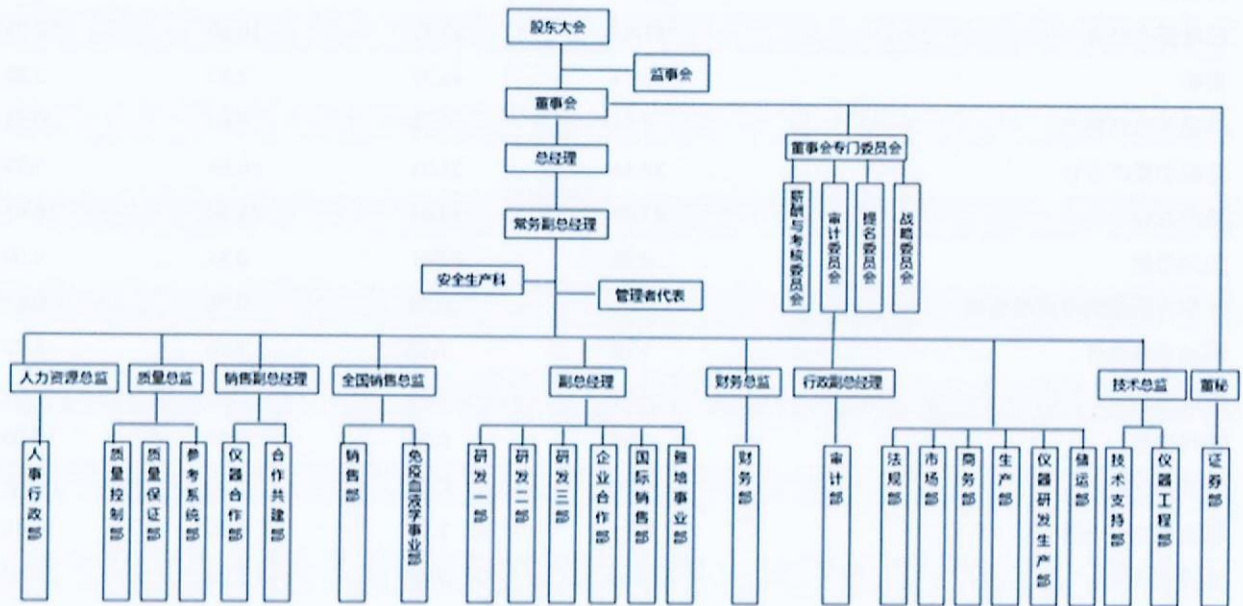 股东大会
监事会
董事会
总经理
董事会专门委员会
薪酬与考核委员会
审计委员会
提名委员会
战略委员会
常务副总经理
安全生产科
管理者代表
人力资源总监
质量总监
销售副总经理
全国销售总监
副总经理
财务总监
行政副总经理
技术总监
董秘
人事行政部
质量控制部
质量保证部
参考系统部
仪器合作部
合作共建部
销售部
免疫血液学事业部
研发一部
研发二部
研发三部
企业合作部
国际销售部
雅培事业部
财务部
审计部
法规部
市场部
商务部
生产部
仪器研发生产部
储运部
技术支持部
仪器工程部
证券部